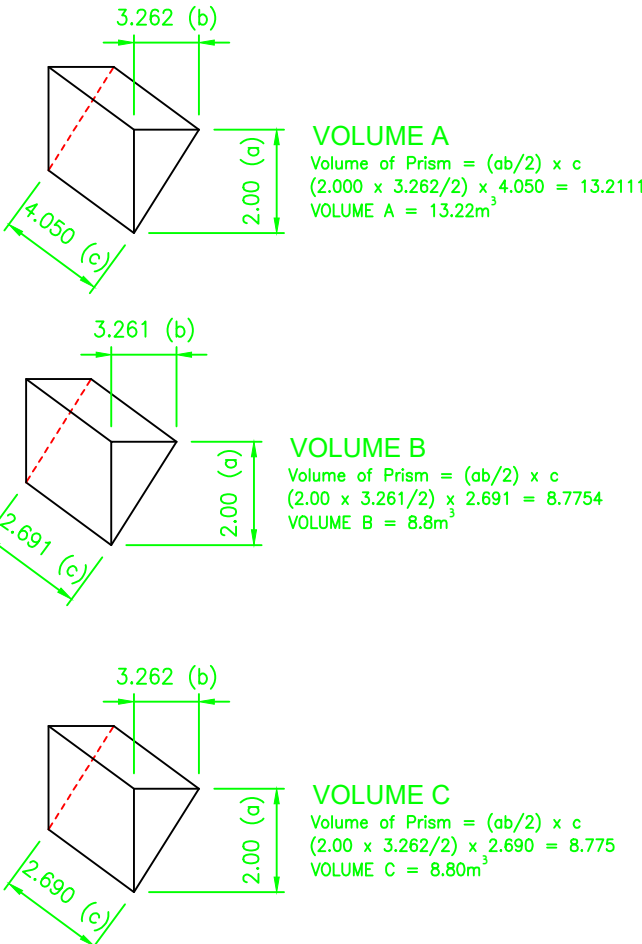 3.262 (b)
2.00 (a)
4.050 (c)
VOLUME A
Volume of Prism = (ab/2) x c
(2.000 x 3.262/2) x 4.050 = 13.2111
VOLUME A = 13.22m³
3.261 (b)
2.00 (a)
2.691 (c)
VOLUME B
Volume of Prism = (ab/2) x c
(2.00 x 3.261/2) x 2.691 = 8.7754
VOLUME B = 8.8m³
3.262 (b)
2.00 (a)
2.690 (c)
VOLUME C
Volume of Prism = (ab/2) x c
(2.00 x 3.262/2) x 2.690 = 8.775
VOLUME C = 8.80m³